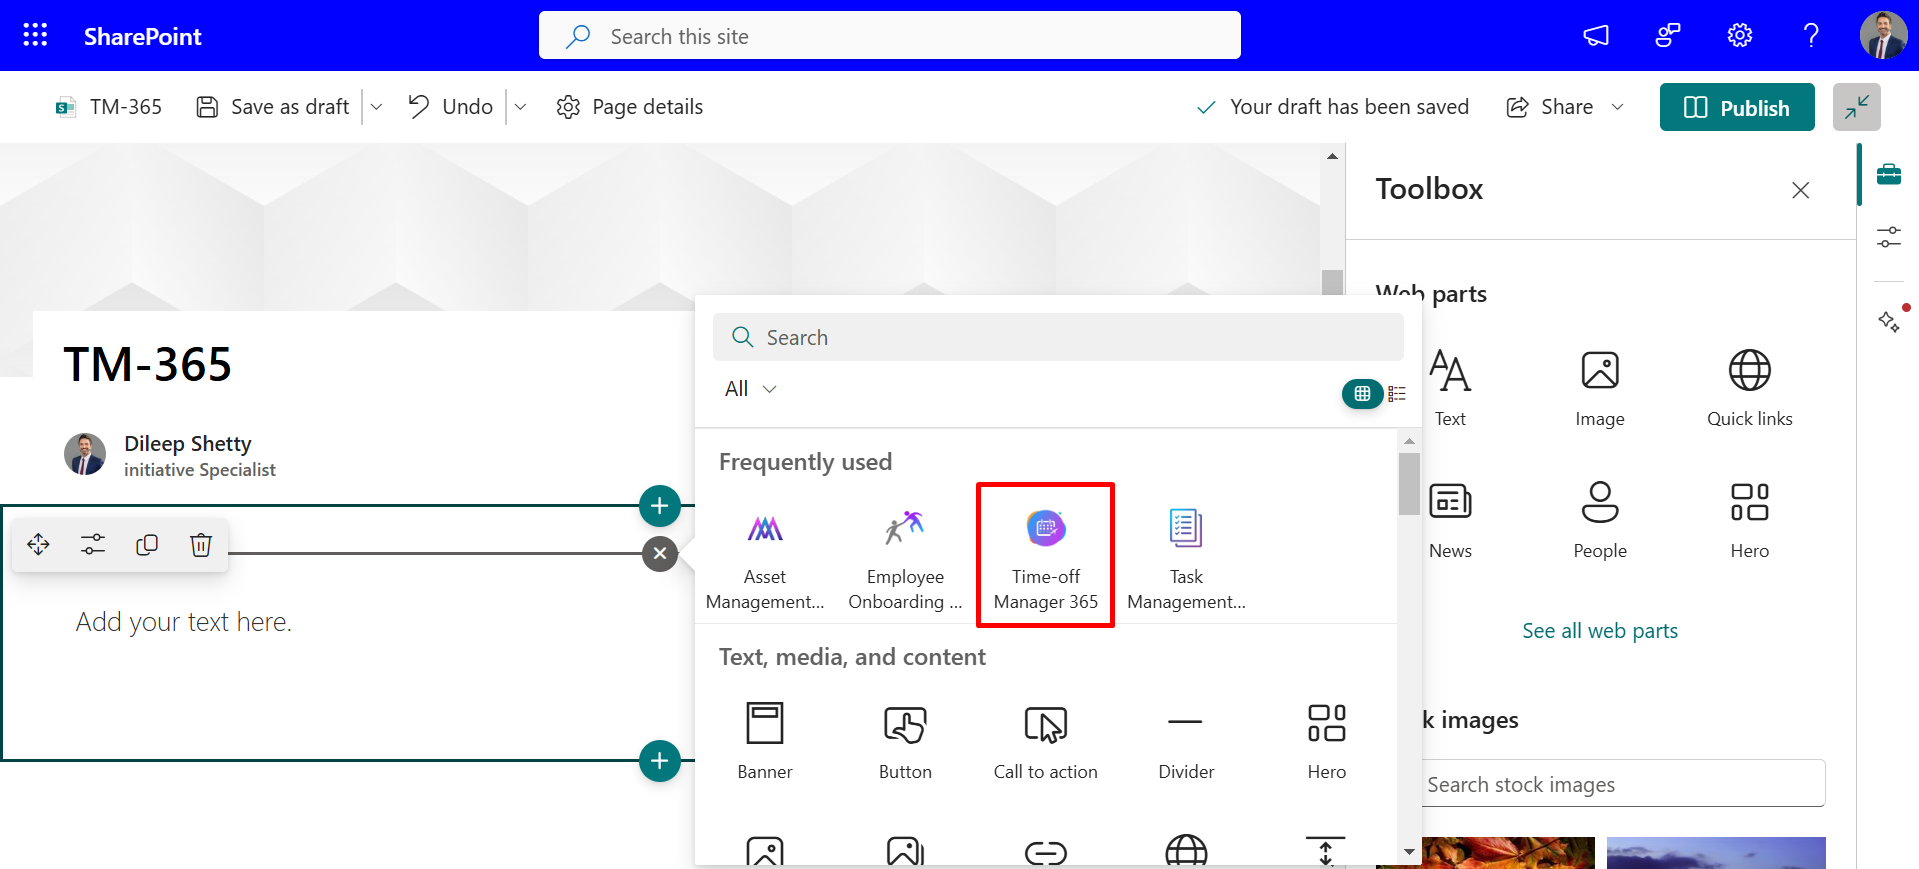 SharePoint
Search this site
TM-365
Save as draft
Undo
Page details
Your draft has been saved
Share
Publish
Toolbox
Web parts
Text
Image
Quick links
News
People
Hero
See all web parts
k images
Search stock images
TM-365
Dileep Shetty
initiative Specialist
Add your text here.
Search
All
Frequently used
Asset
Management...
Employee
Onboarding ...
Time-off
Manager 365
Task
Management...
Text, media, and content
Banner
Button
Call to action
Divider
Hero